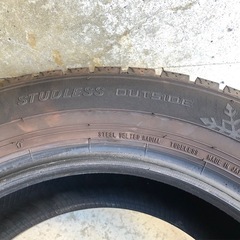 STUDLESS OUTSIDE
STEEL BELTED RADIAL TUBELESS MADE IN JAPAN